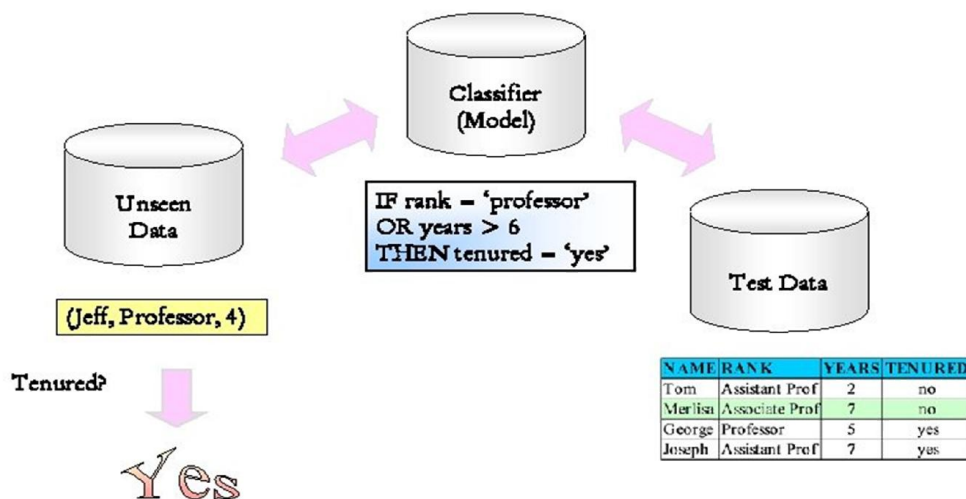 Classifier
(Model)
Unseen
Data
IF rank = ‘professor’
OR years > 6
THEN tenured = ‘yes’
Test Data
(Jeff, Professor, 4)
Tenured?
Yes
NAME RANK YEARS TENURED
Tom Assistant Prof 2 no
Merlisa Associate Prof 7 no
George Professor 5 yes
Joseph Assistant Prof 7 yes